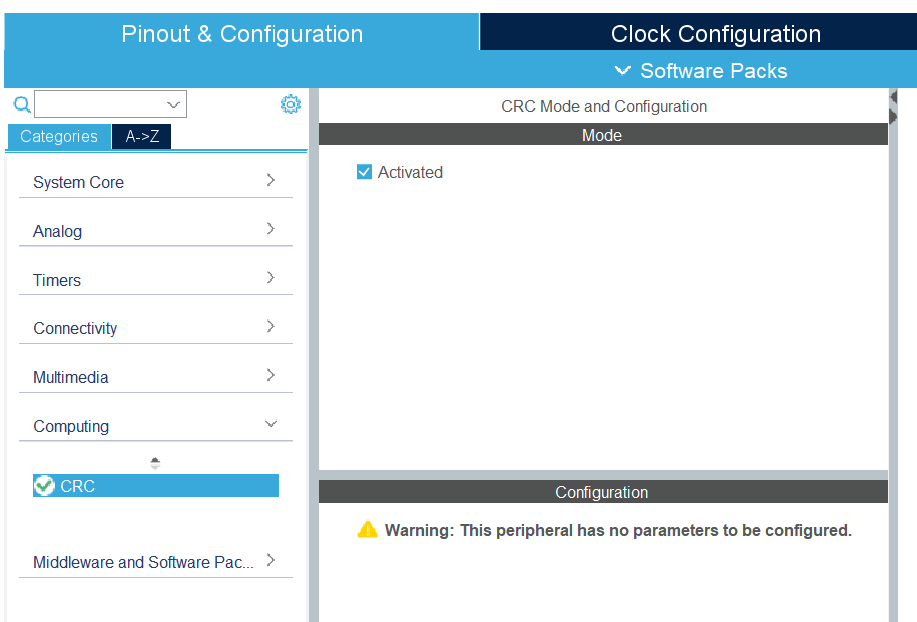 Pinout & Configuration
Clock Configuration
Software Packs
CRC Mode and Configuration
Categories
A->Z
Mode
Activated
System Core
Analog
Timers
Connectivity
Multimedia
Computing
CRC
Middleware and Software Pac...
Configuration
Warning: This peripheral has no parameters to be configured.